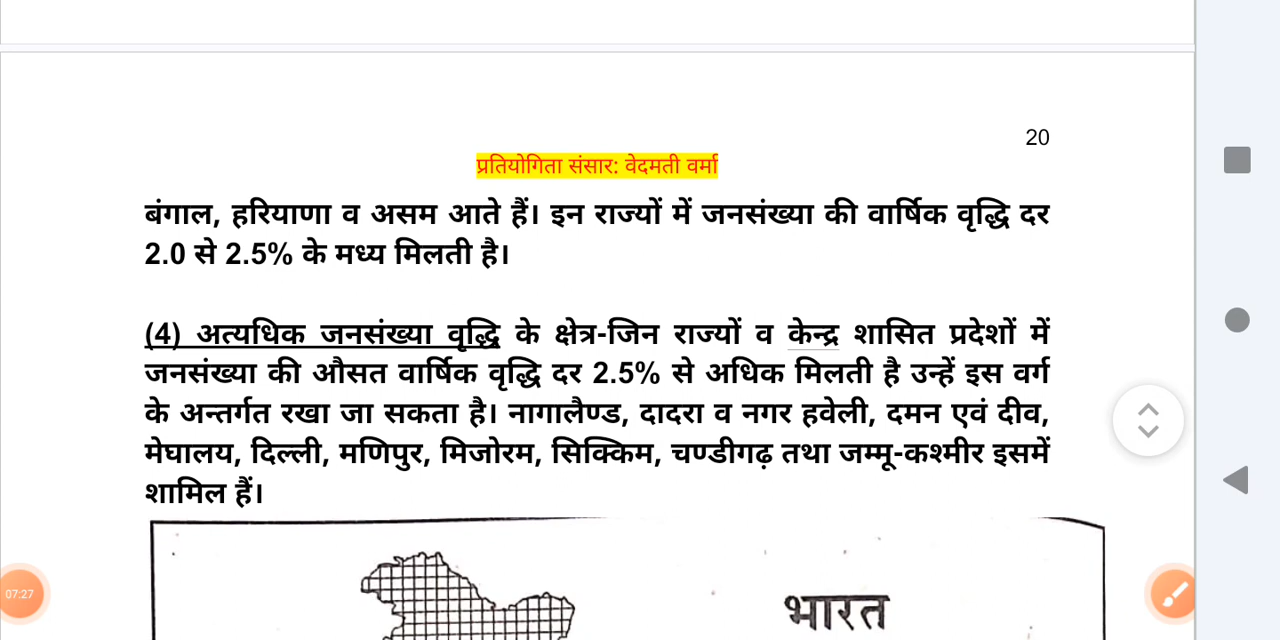 20
प्रतियोगिता संसार: वेदमती वर्मा
बंगाल, हरियाणा व असम आते हैं। इन राज्यों में जनसंख्या की वार्षिक वृद्धि दर
2.0 से 2.5% के मध्य मिलती है।
(4) अत्यधिक जनसंख्या वृद्धि के क्षेत्र-जिन राज्यों व केन्द्र शासित प्रदेशों में
जनसंख्या की औसत वार्षिक वृद्धि दर 2.5% से अधिक मिलती है उन्हें इस वर्ग
के अन्तर्गत रखा जा सकता है। नागालैण्ड, दादरा व नगर हवेली, दमन एवं दीव,
मेघालय, दिल्ली, मणिपुर, मिजोरम, सिक्किम, चण्डीगढ़ तथा जम्मू-कश्मीर इसमें
शामिल हैं।
भारत
07:27